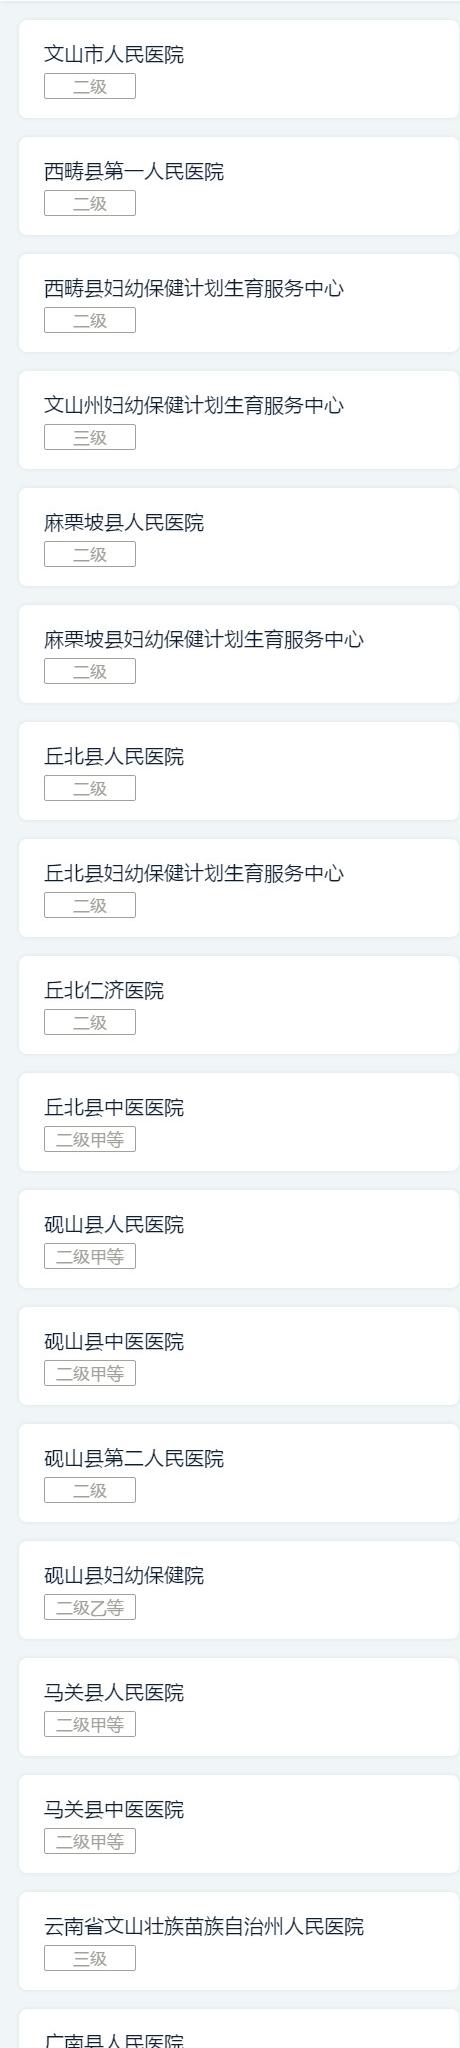 文山市人民医院
二级
西畴县第一人民医院
二级
西畴县妇幼保健计划生育服务中心
二级
文山州妇幼保健计划生育服务中心
三级
麻栗坡县人民医院
二级
麻栗坡县妇幼保健计划生育服务中心
二级
丘北县人民医院
二级
丘北县妇幼保健计划生育服务中心
二级
丘北仁济医院
二级
丘北县中医医院
二级甲等
砚山县人民医院
二级甲等
砚山县中医医院
二级甲等
砚山县第二人民医院
二级
砚山县妇幼保健院
二级乙等
马关县人民医院
二级甲等
马关县中医医院
二级甲等
云南省文山壮族苗族自治州人民医院
三级
广南县人民医院